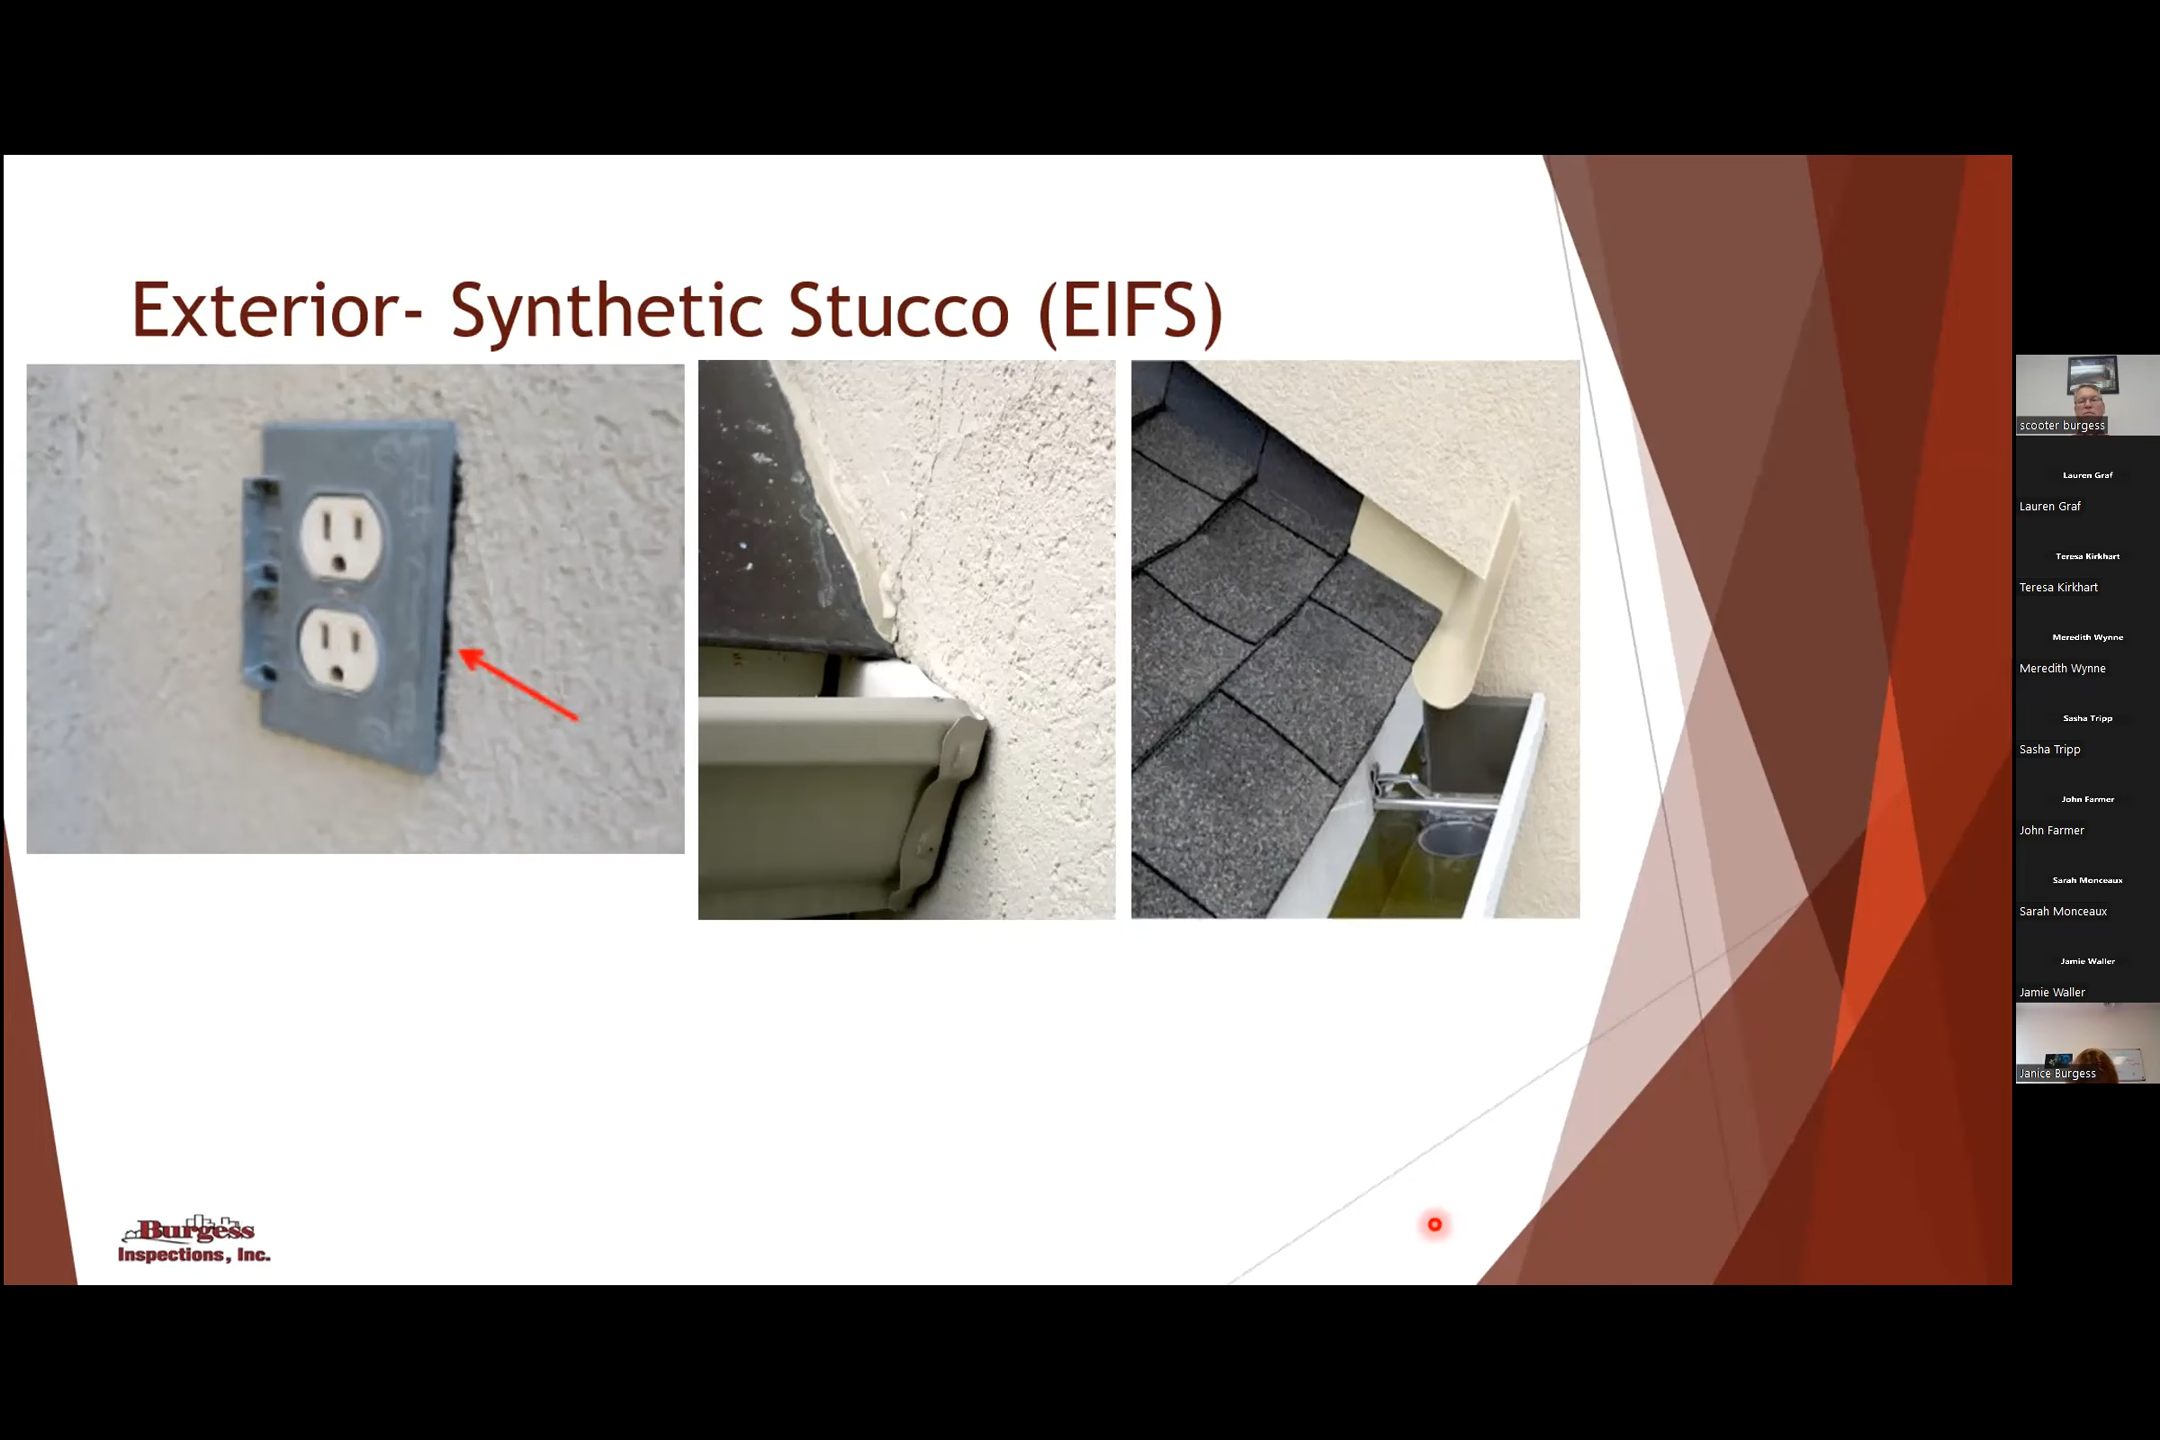 Exterior- Synthetic Stucco (EIFS)
Burgess
Inspections, Inc.
scooter burgess
Lauren Graf
Lauren Graf
Teresa Kirkhart
Teresa Kirkhart
Meredith Wynne
Meredith Wynne
Sasha Tripp
Sasha Tripp
John Farmer
John Farmer
Sarah Monceaux
Sarah Monceaux
Jamie Waller
Jamie Waller
Janice Burgess